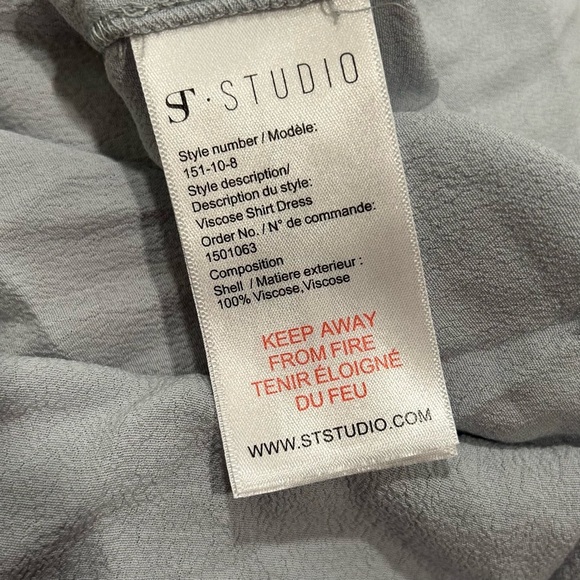 ST · STUDIO
Style number / Modèle:
151-10-8
Style description/
Description du style:
Viscose Shirt Dress
Order No. / N° de commande:
1501063
Composition
Shell / Matiere exterieur :
100% Viscose,Viscose
KEEP AWAY
FROM FIRE
TENIR ÉLOIGNÉ
DU FEU
WWW.STSTUDIO.COM